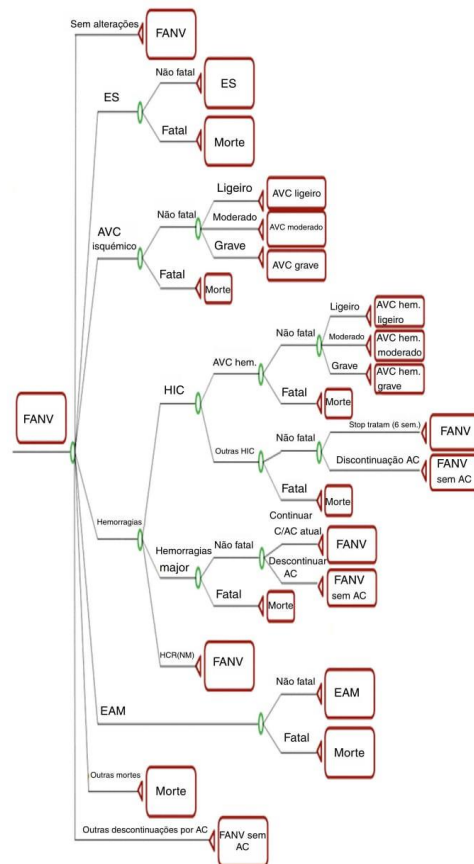 Sem alterações
FANV
Não fatal
ES
ES
Fatal
Morte
Ligeiro
AVC ligeiro
Não fatal
Moderado
AVC moderado
AVC
isquémico
Grave
AVC grave
Fatal
Morte
Ligeiro
AVC hem.
ligeiro
Não fatal
Moderado
AVC hem.
moderado
AVC hem.
Grave
AVC hem.
grave
HIC
Fatal
Morte
FANV
Stop tratam (6 sem.)
FANV
Outras HIC
Não fatal
Discontinuação AC
FANV
sem AC
Fatal
Morte
Hemorragias
Continuar
C/AC atual
FANV
Hemorragias
major
Não fatal
Descontinuar
AC
FANV
sem AC
Fatal
Morte
HCR(NM)
FANV
Não fatal
EAM
EAM
Fatal
Morte
Outras mortes
Morte
Outras descontinuações por AC
FANV sem
AC